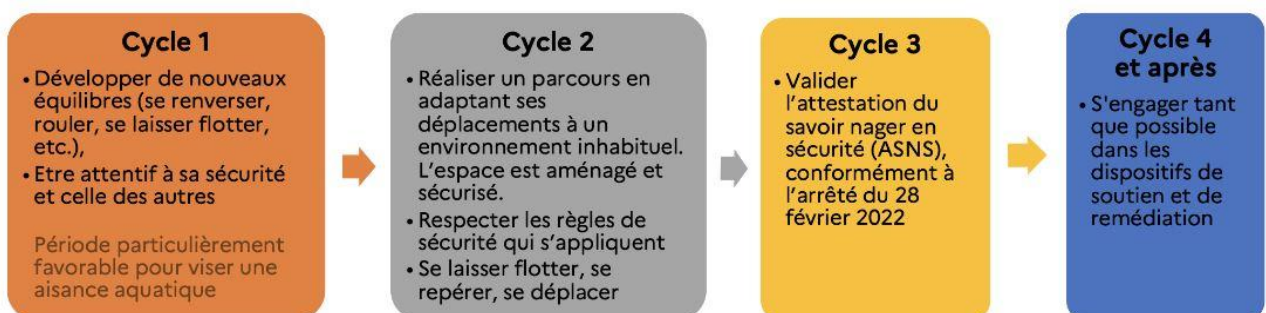 Cycle 1
• Développer de nouveaux
équilibres (se renverser,
rouler, se laisser flotter,
etc.),
• Etre attentif à sa sécurité
et celle des autres
Période particulièrement
favorable pour viser une
aisance aquatique
Cycle 2
• Réaliser un parcours en
adaptant ses
déplacements à un
environnement inhabituel.
L'espace est aménagé et
sécurisé.
• Respecter les règles de
sécurité qui s'appliquent
• Se laisser flotter, se
repérer, se déplacer
Cycle 3
• Valider
l'attestation du
savoir nager en
sécurité (ASNS),
conformément à
l'arrêté du 28
février 2022
Cycle 4
et après
• S'engager tant
que possible
dans les
dispositifs de
soutien et de
remédiation